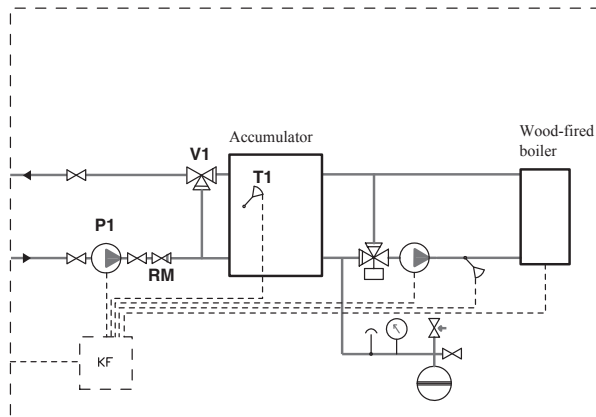 Wood-fired
boiler
Accumulator
V1
T1
P1
RM
KF